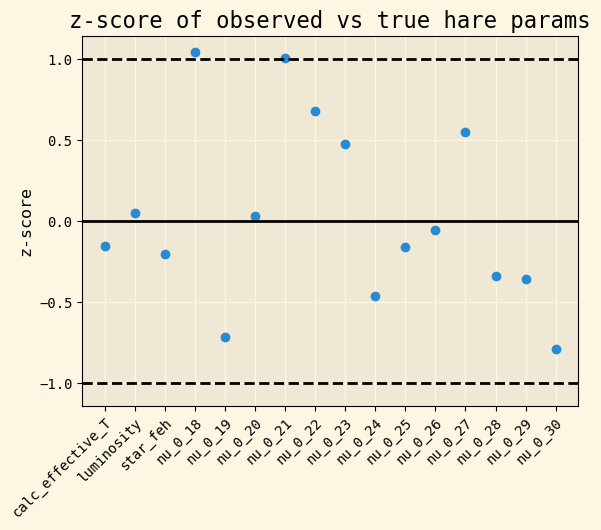 z-score of observed vs true hare params
z-score
1.0
0.5
0.0
−0.5
−1.0
calc_effective_T
luminosity
star_feh
nu_0_18
nu_0_19
nu_0_20
nu_0_21
nu_0_22
nu_0_23
nu_0_24
nu_0_25
nu_0_26
nu_0_27
nu_0_28
nu_0_29
nu_0_30